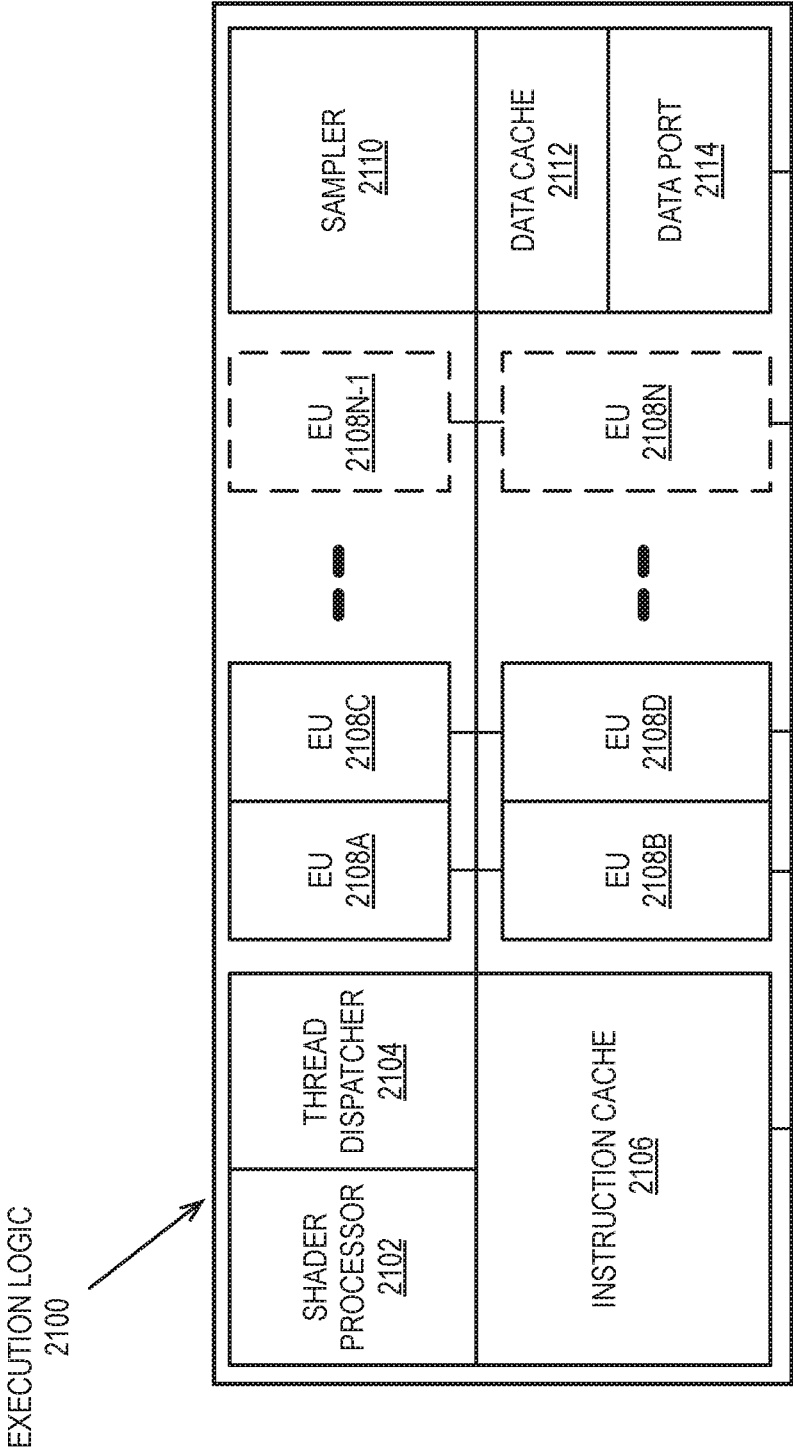 EXECUTION LOGIC
2100
SHADER
PROCESSOR
2102
THREAD
DISPATCHER
2104
INSTRUCTION CACHE
2106
EU
2108A
EU
2108C
EU
2108B
EU
2108D
EU
2108N-1
EU
2108N
SAMPLER
2110
DATA CACHE
2112
DATA PORT
2114